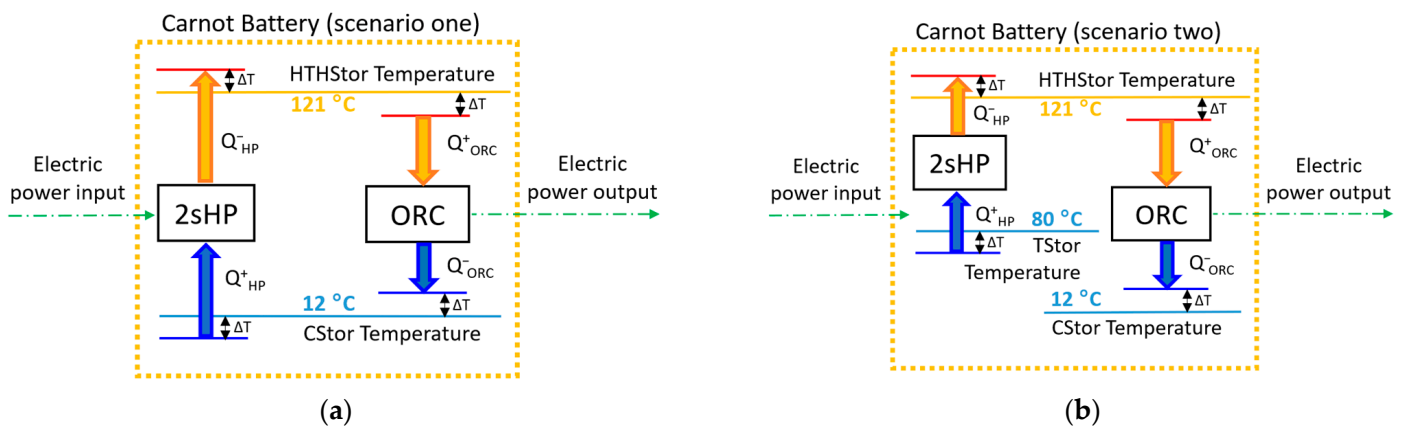 Carnot Battery (scenario one)
ΔT
HTHStor Temperature
121 °C
ΔT
Q⁻HP
Q⁺ORC
Electric
power input
2sHP
ORC
Electric
power output
Q⁺HP
Q⁻ORC
12 °C
ΔT
ΔT
CStor Temperature
(a)
Carnot Battery (scenario two)
ΔT
HTHStor Temperature
121 °C
ΔT
Q⁻HP
Q⁺ORC
Electric
power input
2sHP
ORC
Electric
power output
Q⁺HP
80 °C
ΔT
TStor
Temperature
Q⁻ORC
12 °C
ΔT
CStor Temperature
(b)